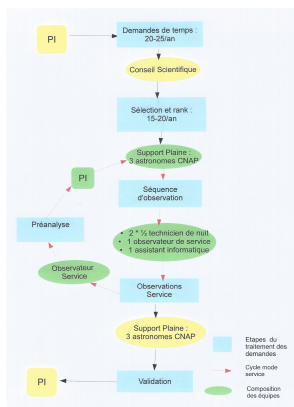 PI
Demandes de temps :
20-25/an
Conseil Scientifique
Sélection et rank :
15-20/an
Support Plaine :
3 astronomes CNAP
PI
Séquence
d'observation
Préanalyse
• 2 * ½ technicien de nuit
• 1 observateur de service
• 1 assistant informatique
Observateur
Service
Observations
Service
Support Plaine :
3 astronomes CNAP
Etapes du
traitement des
demandes
Cycle mode
service
PI
Validation
Composition
des équipes